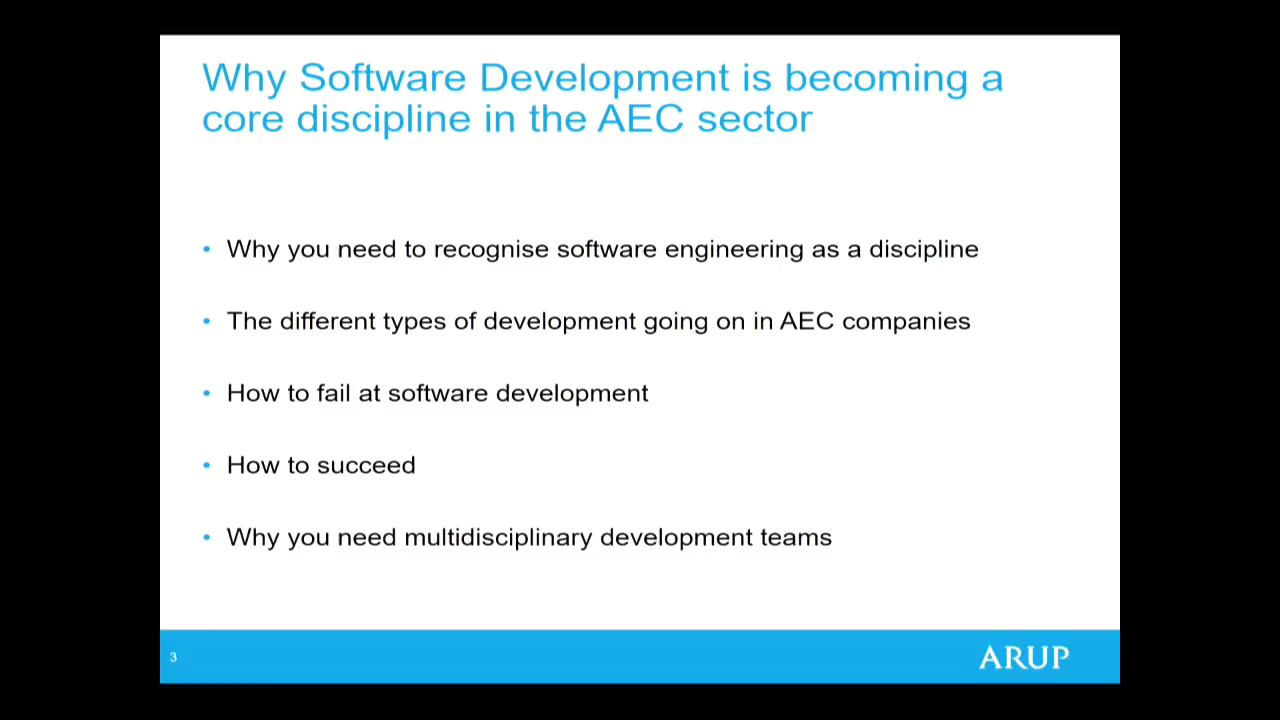 Why Software Development is becoming a
core discipline in the AEC sector
• Why you need to recognise software engineering as a discipline
• The different types of development going on in AEC companies
• How to fail at software development
• How to succeed
• Why you need multidisciplinary development teams
3
ARUP